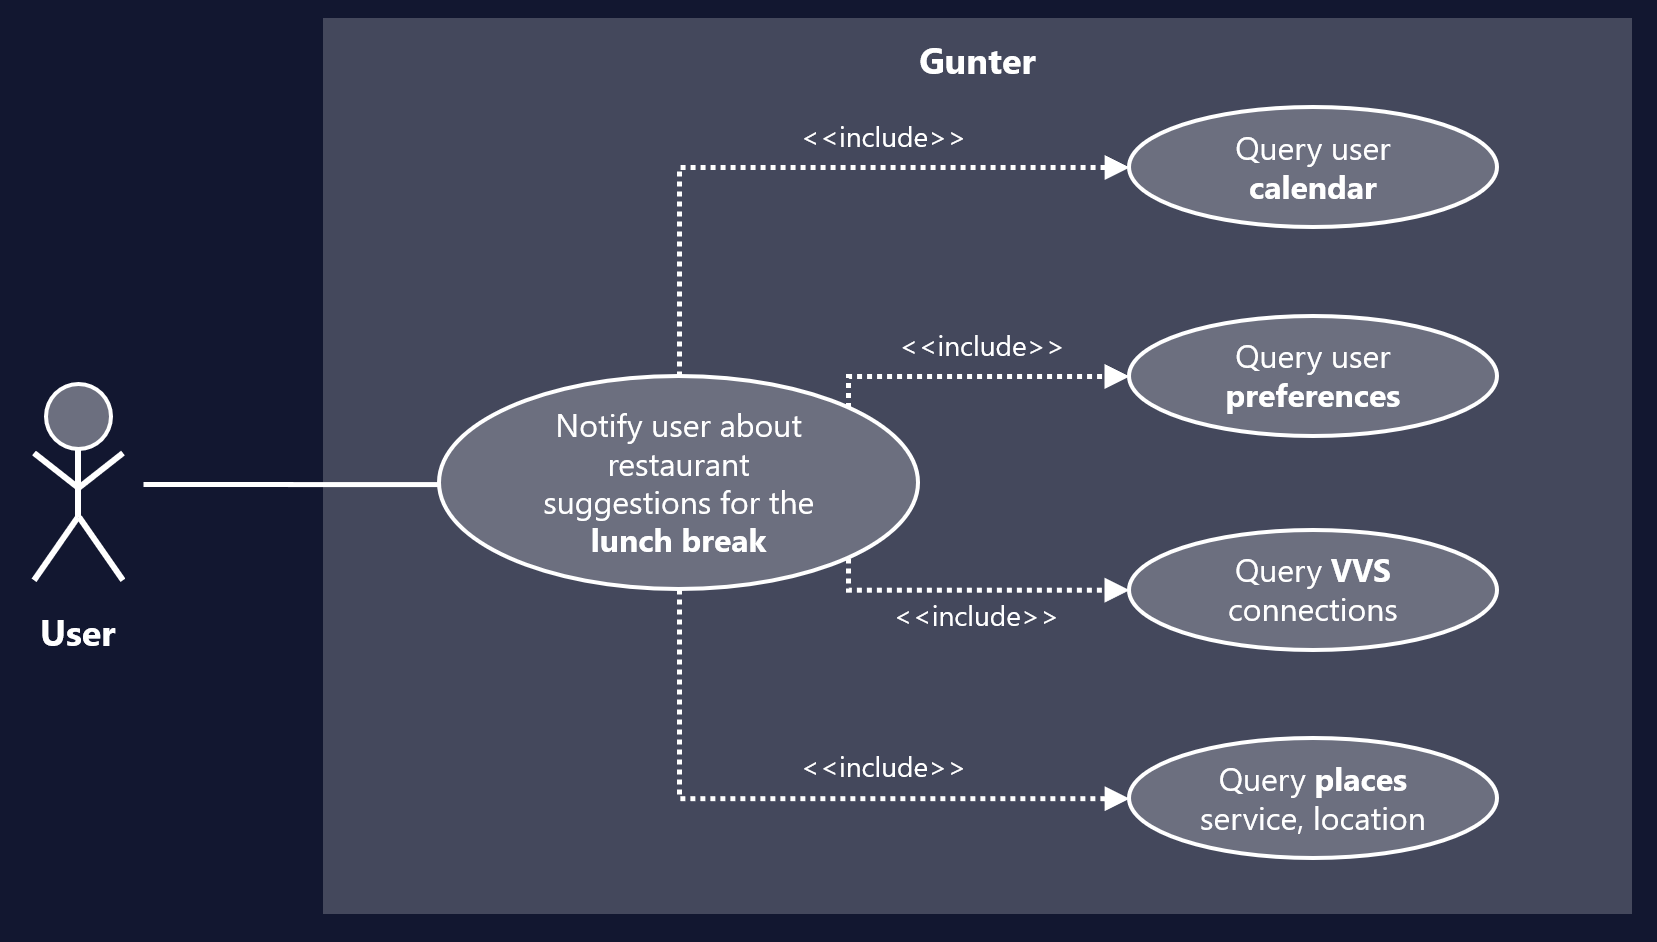 Gunter
<<include>>
Query user
calendar
<<include>>
Query user
preferences
Notify user about
restaurant
suggestions for the
lunch break
Query VVS
connections
<<include>>
User
<<include>>
Query places
service, location